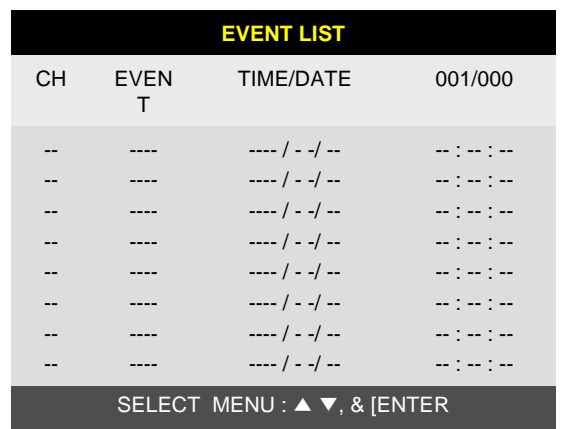 EVENT LIST
CH EVEN TIME/DATE 001/000
T
-- ---- ---- / - -/ -- -- : -- : --
-- ---- ---- / - -/ -- -- : -- : --
-- ---- ---- / - -/ -- -- : -- : --
-- ---- ---- / - -/ -- -- : -- : --
-- ---- ---- / - -/ -- -- : -- : --
-- ---- ---- / - -/ -- -- : -- : --
-- ---- ---- / - -/ -- -- : -- : --
-- ---- ---- / - -/ -- -- : -- : --
SELECT MENU : ▲ ▼, & [ENTER